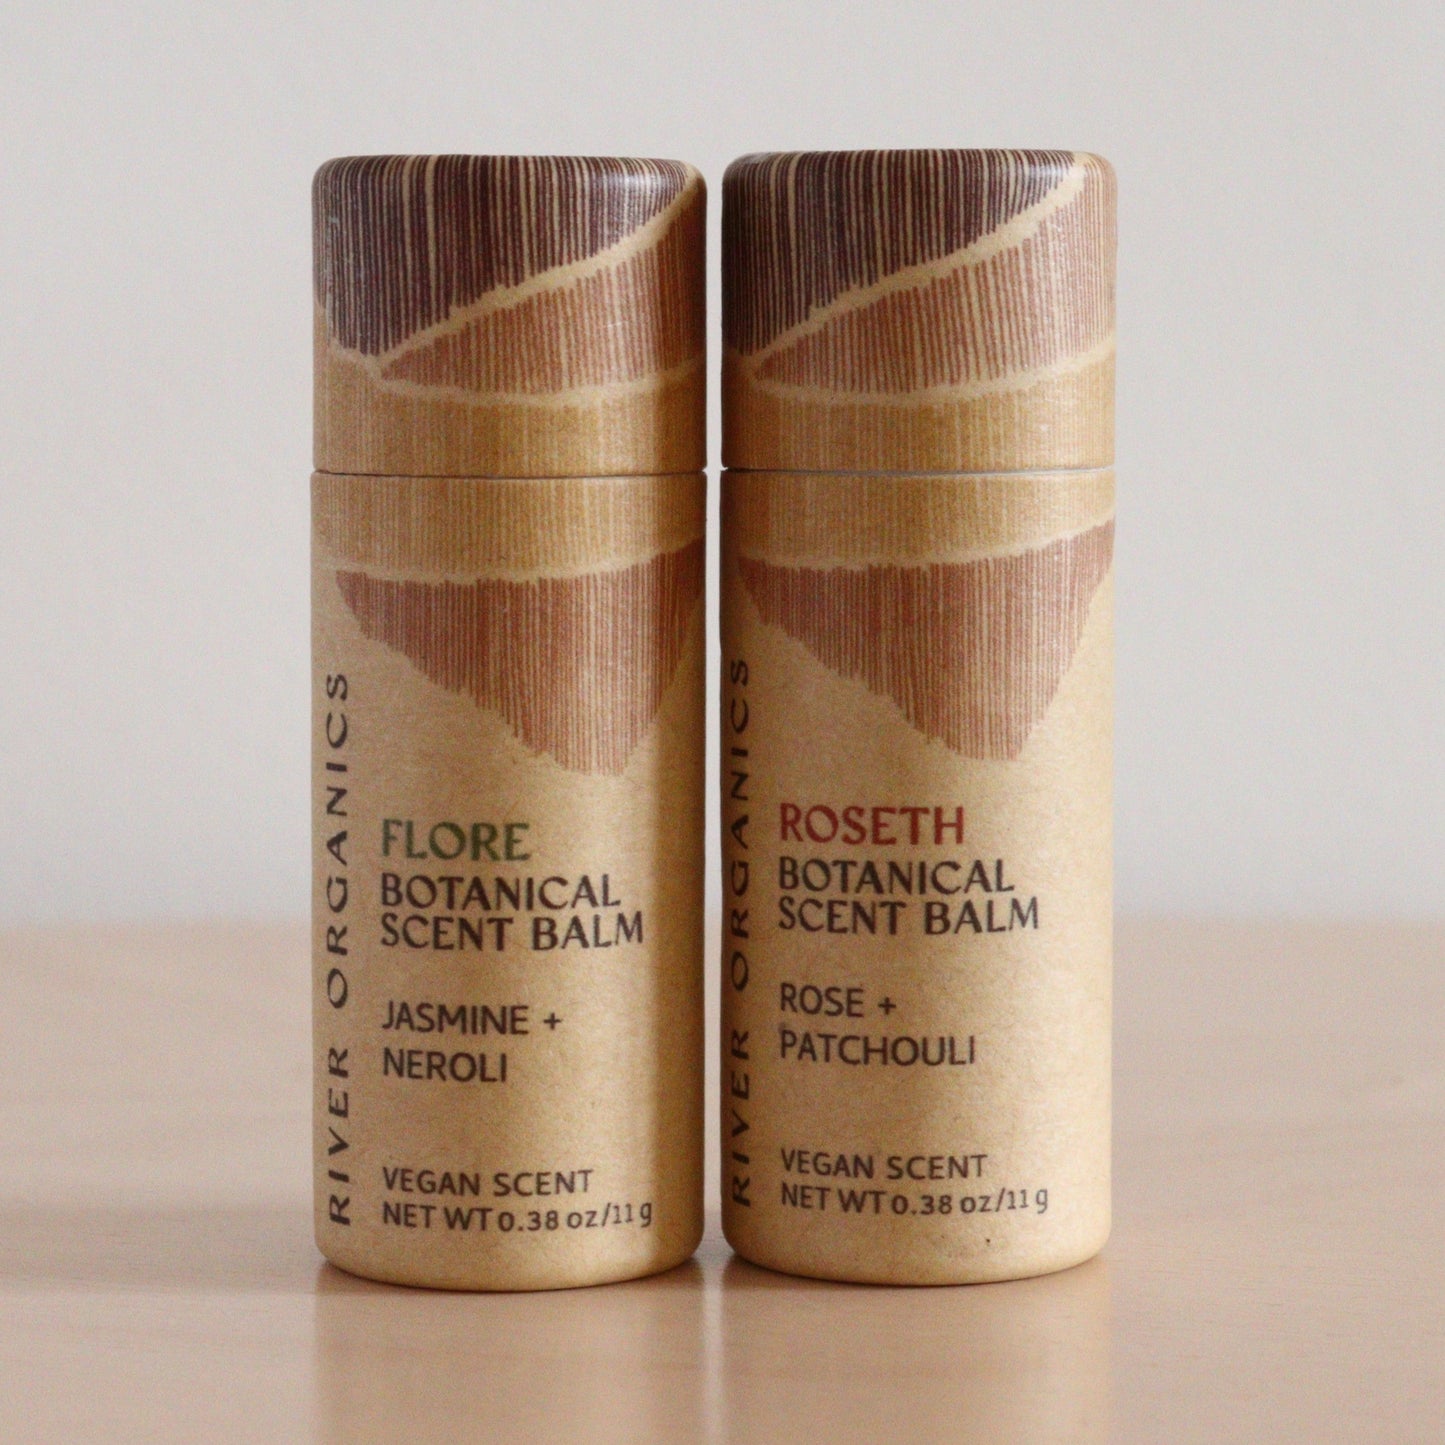 RIVER ORGANICS
FLORE
BOTANICAL
SCENT BALM
JASMINE +
NEROLI
VEGAN SCENT
NET WT 0.38 oz/11 g
RIVER ORGANICS
ROSETH
BOTANICAL
SCENT BALM
ROSE +
PATCHOULI
VEGAN SCENT
NET WT 0.38 oz/11 g